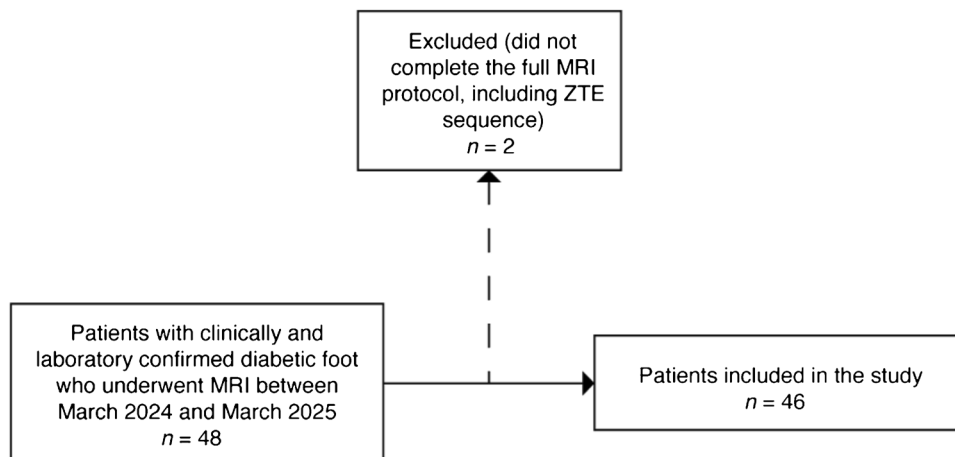 Excluded (did not
complete the full MRI
protocol, including ZTE
sequence)
n = 2
Patients with clinically and
laboratory confirmed diabetic foot
who underwent MRI between
March 2024 and March 2025
n = 48
Patients included in the study
n = 46